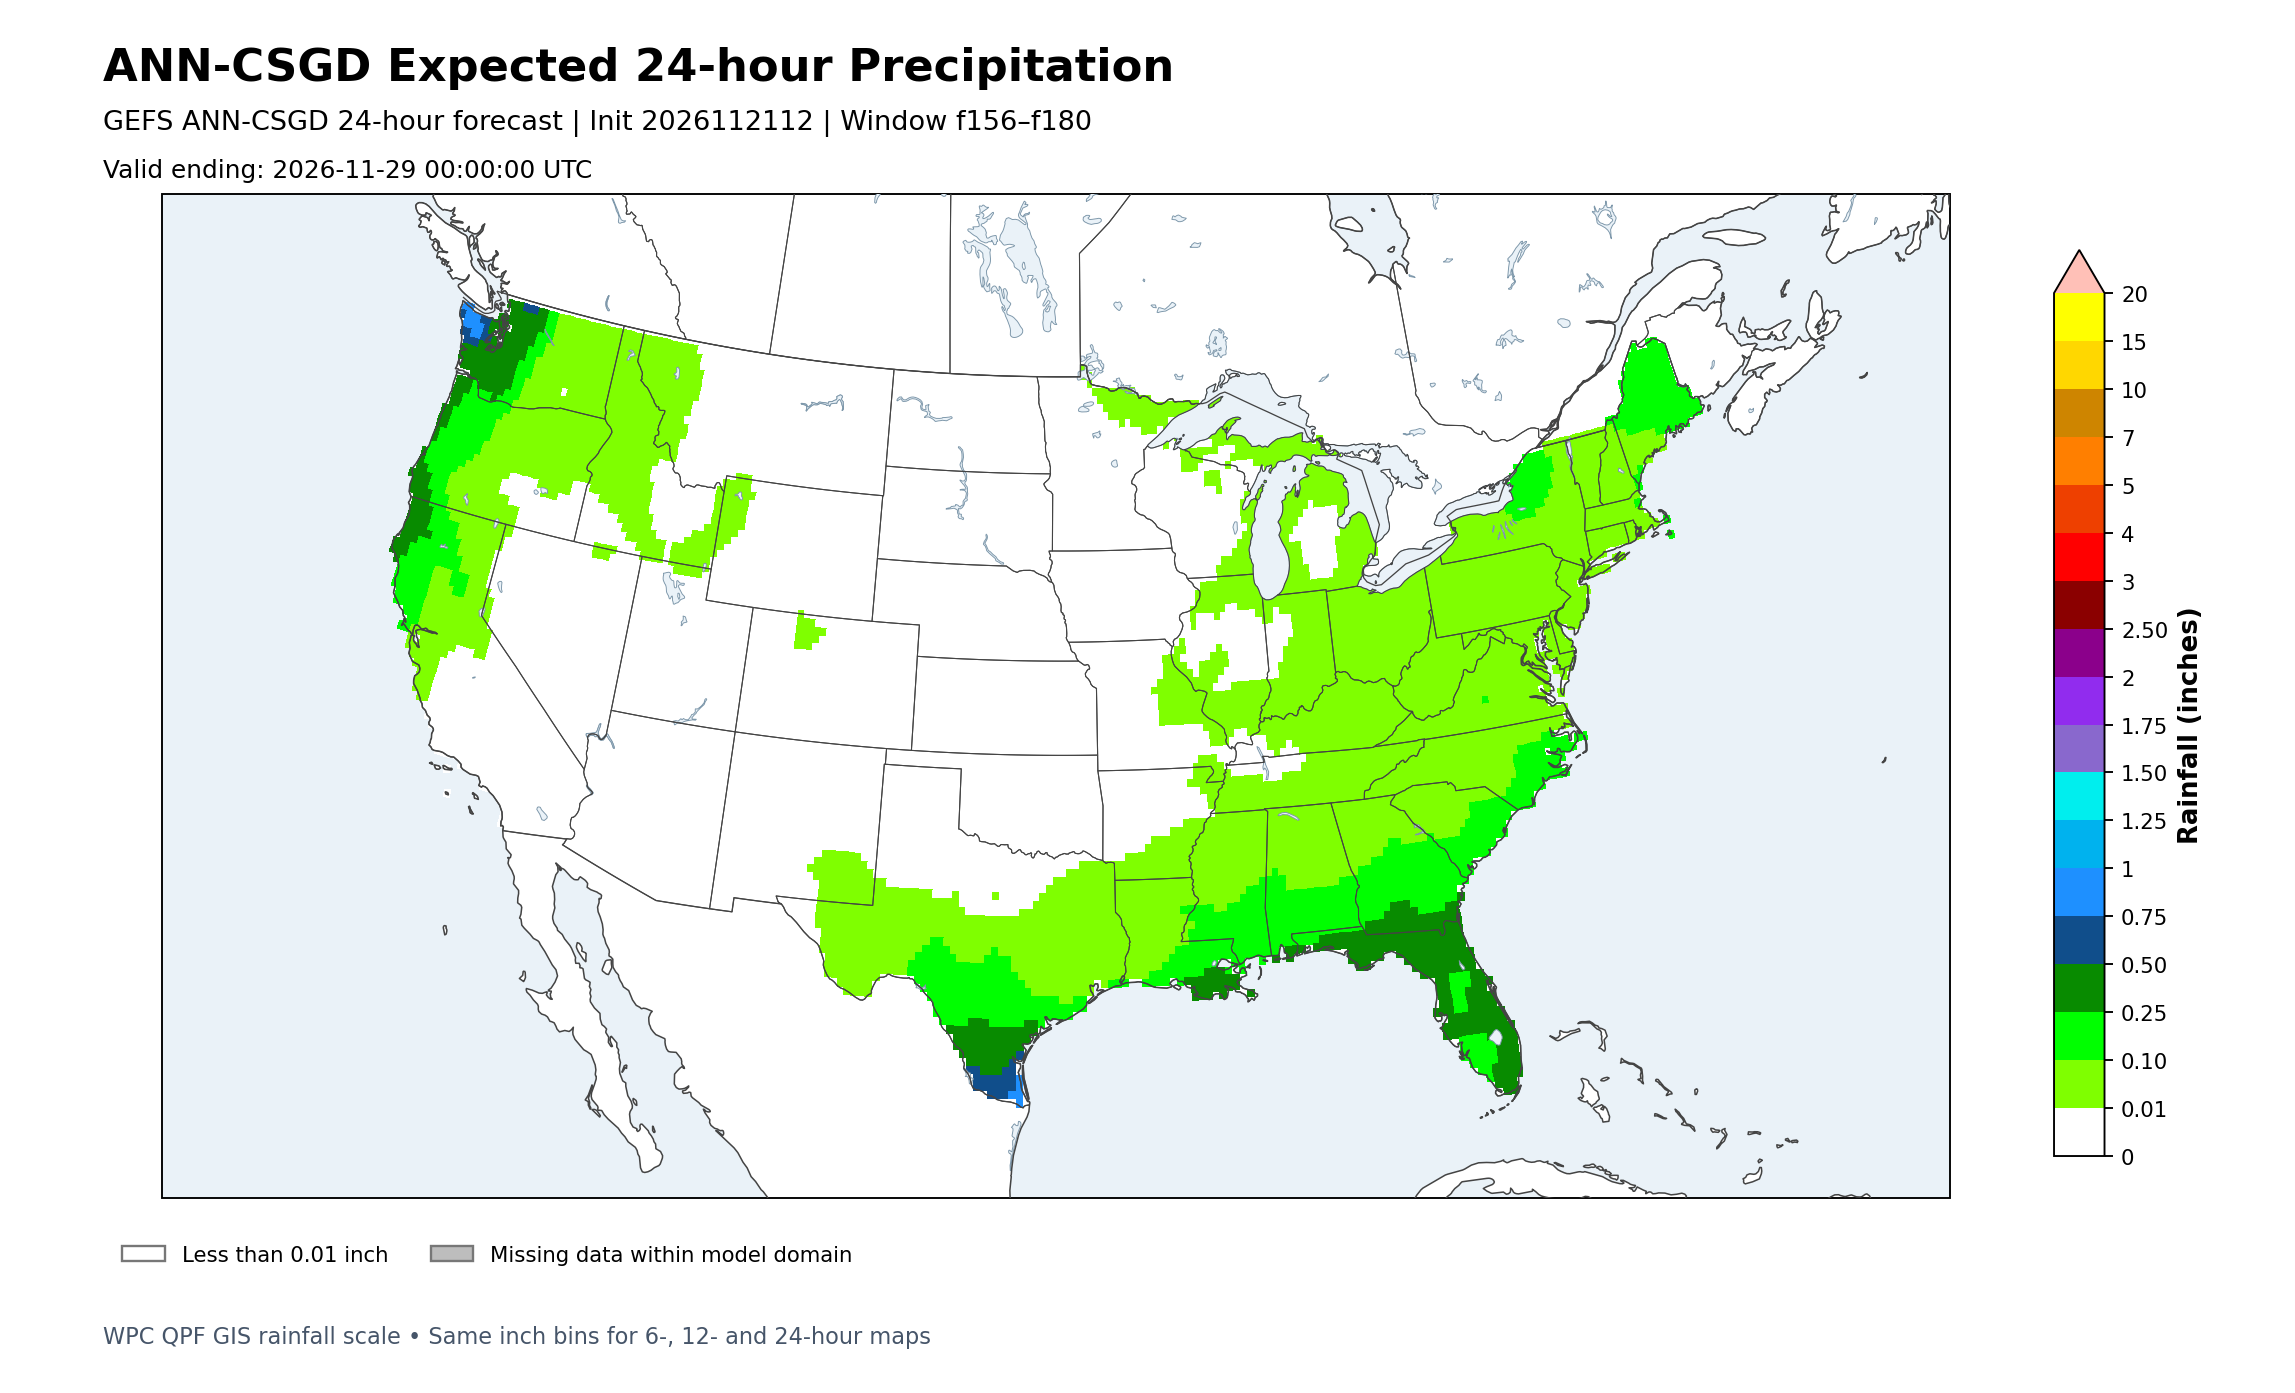 ANN-CSGD Expected 24-hour Precipitation
GEFS ANN-CSGD 24-hour forecast | Init 2026112112 | Window f156–f180
Valid ending: 2026-11-29 00:00:00 UTC
20
15
10
7
5
4
3
2.50
2
1.75
1.50
1.25
1
0.75
0.50
0.25
0.10
0.01
0
Rainfall (inches)
Less than 0.01 inch
Missing data within model domain
WPC QPF GIS rainfall scale • Same inch bins for 6-, 12- and 24-hour maps